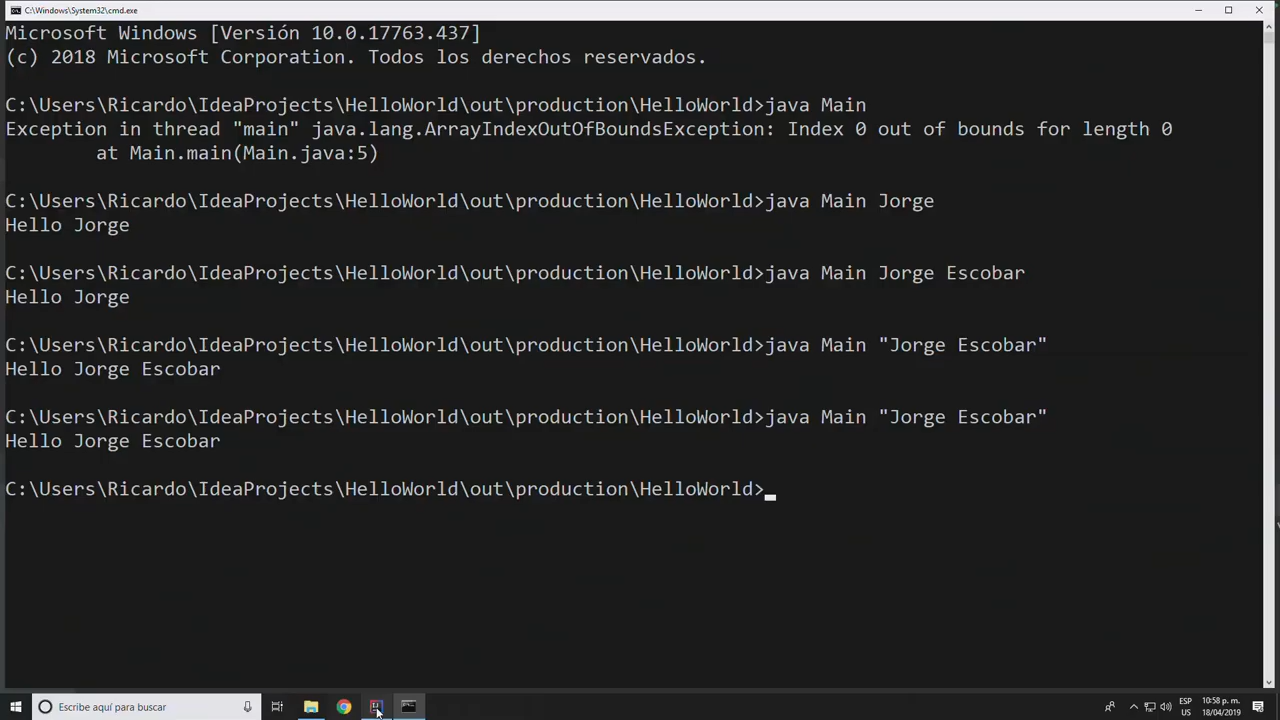 C:\Windows\System32\cmd.exe
Microsoft Windows [Versión 10.0.17763.437]
(c) 2018 Microsoft Corporation. Todos los derechos reservados.
C:\Users\Ricardo\IdeaProjects\HelloWorld\out\production\HelloWorld>java Main
Exception in thread "main" java.lang.ArrayIndexOutOfBoundsException: Index 0 out of bounds for length 0
at Main.main(Main.java:5)
C:\Users\Ricardo\IdeaProjects\HelloWorld\out\production\HelloWorld>java Main Jorge
Hello Jorge
C:\Users\Ricardo\IdeaProjects\HelloWorld\out\production\HelloWorld>java Main Jorge Escobar
Hello Jorge
C:\Users\Ricardo\IdeaProjects\HelloWorld\out\production\HelloWorld>java Main "Jorge Escobar"
Hello Jorge Escobar
C:\Users\Ricardo\IdeaProjects\HelloWorld\out\production\HelloWorld>java Main "Jorge Escobar"
Hello Jorge Escobar
C:\Users\Ricardo\IdeaProjects\HelloWorld\out\production\HelloWorld>
Escribe aquí para buscar
ESP
US
10:58 p. m.
18/04/2019